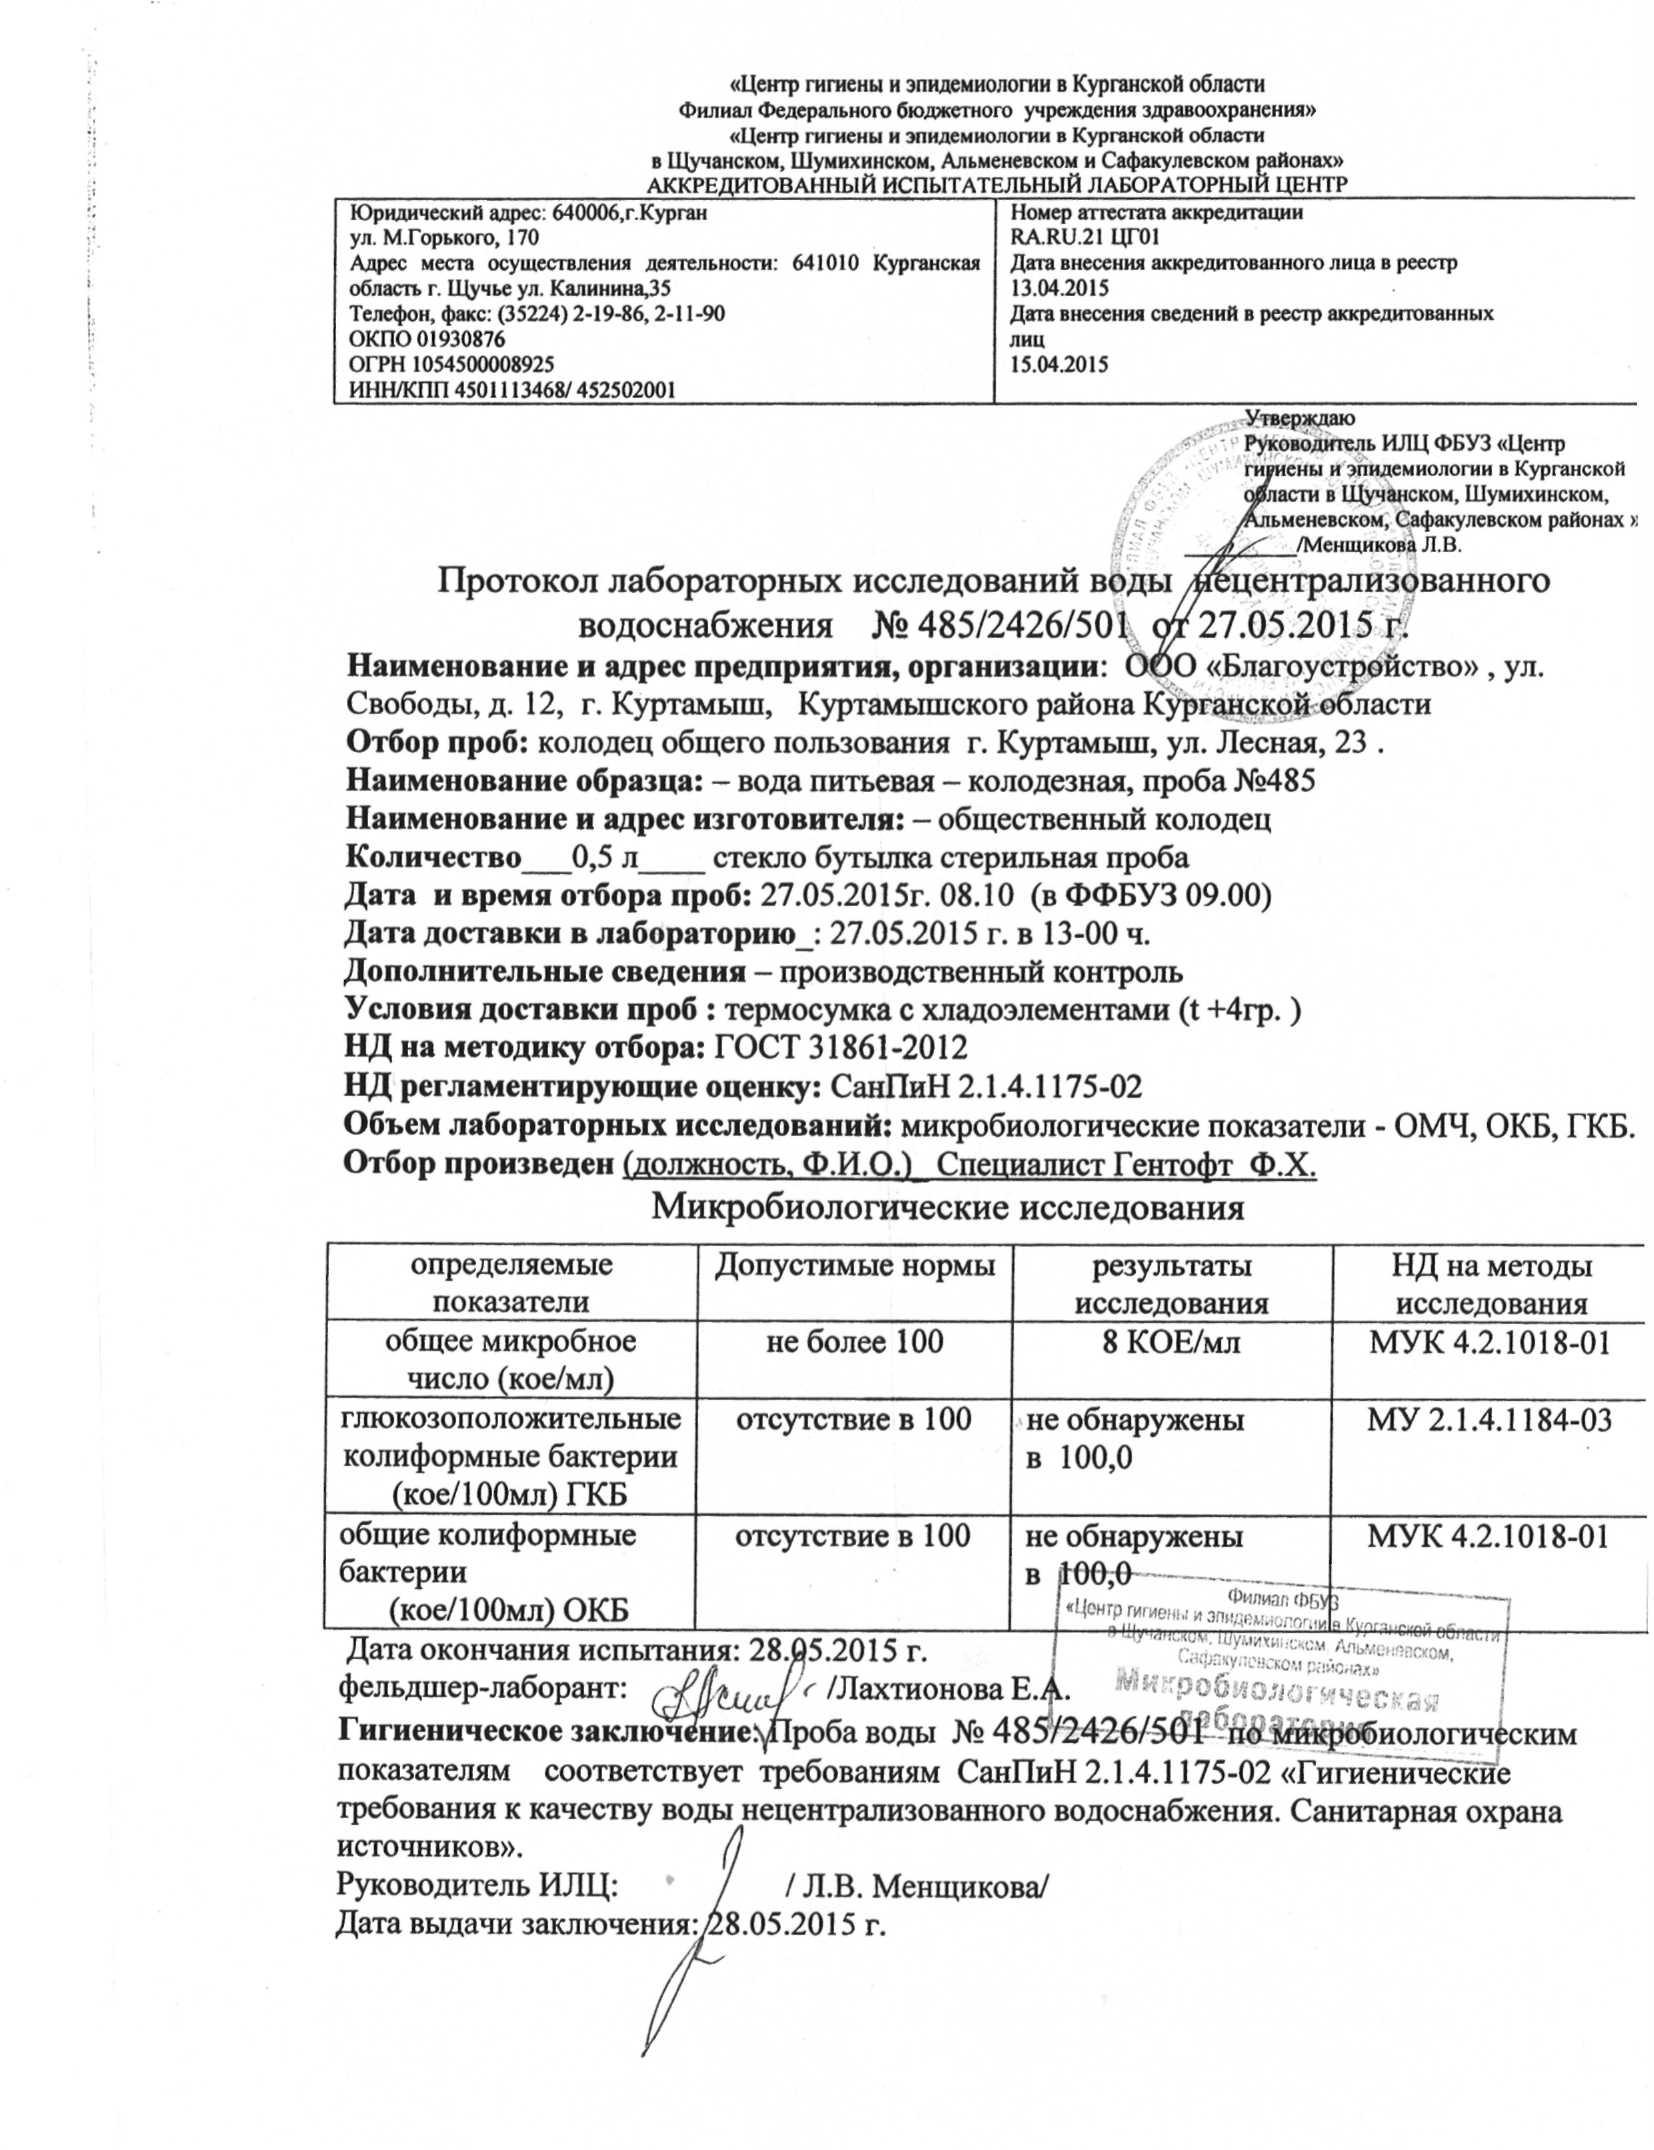 «Центр гигиены и эпидемиологии в Курганской области
Филиал Федерального бюджетного учреждения здравоохранения»
«Центр гигиены и эпидемиологии в Курганской области
в Щучанском, Шумихинском, Альменевском и Сафакулевском районах»
АККРЕДИТОВАННЫЙ ИСПЫТАТЕЛЬНЫЙ ЛАБОРАТОРНЫЙ ЦЕНТР
Юридический адрес: 640006,г.Курган
ул. М.Горького, 170
Адрес места осуществления деятельности: 641010 Курганская
область г. Щучье ул. Калинина,35
Телефон, факс: (35224) 2-19-86, 2-11-90
ОКПО 01930876
ОГРН 1054500008925
ИНН/КПП 4501113468/ 452502001
Номер аттестата аккредитации
RA.RU.21 ЦГ01
Дата внесения аккредитованного лица в реестр
13.04.2015
Дата внесения сведений в реестр аккредитованных
лиц
15.04.2015
Утверждаю
Руководитель ИЛЦ ФБУЗ «Центр
гигиены и эпидемиологии в Курганской
области в Щучанском, Шумихинском,
Альменевском, Сафакулевском районах »
__________/Менщикова Л.В.
Протокол лабораторных исследований воды нецентрализованного
водоснабжения № 485/2426/501 от 27.05.2015 г.
Наименование и адрес предприятия, организации: ООО «Благоустройство» , ул.
Свободы, д. 12, г. Куртамыш, Куртамышского района Курганской области
Отбор проб: колодец общего пользования г. Куртамыш, ул. Лесная, 23 .
Наименование образца: – вода питьевая – колодезная, проба №485
Наименование и адрес изготовителя: – общественный колодец
Количество___0,5 л____ стекло бутылка стерильная проба
Дата и время отбора проб: 27.05.2015г. 08.10 (в ФФБУЗ 09.00)
Дата доставки в лабораторию_: 27.05.2015 г. в 13-00 ч.
Дополнительные сведения – производственный контроль
Условия доставки проб : термосумка с хладоэлементами (t +4гр. )
НД на методику отбора: ГОСТ 31861-2012
НД регламентирующие оценку: СанПиН 2.1.4.1175-02
Объем лабораторных исследований: микробиологические показатели - ОМЧ, ОКБ, ГКБ.
Отбор произведен (должность, Ф.И.О.)_ Специалист Гентофт Ф.Х.
Микробиологические исследования
определяемые показатели Допустимые нормы результаты исследования НД на методы исследования
общее микробное число (кое/мл) не более 100 8 КОЕ/мл МУК 4.2.1018-01
глюкозоположительные колиформные бактерии (кое/100мл) ГКБ отсутствие в 100 не обнаружены в 100,0 МУ 2.1.4.1184-03
общие колиформные бактерии (кое/100мл) ОКБ отсутствие в 100 не обнаружены в 100,0 МУК 4.2.1018-01
Филиал ФБУЗ
«Центр гигиены и эпидемиологии в Курганской области
в Щучанском, Шумихинском, Альменевском,
Сафакулевском районах»
Микробиологическая
лаборатория
Дата окончания испытания: 28.05.2015 г.
фельдшер-лаборант: /Лахтионова Е.А.
Гигиеническое заключение: Проба воды № 485/2426/501 по микробиологическим
показателям соответствует требованиям СанПиН 2.1.4.1175-02 «Гигиенические
требования к качеству воды нецентрализованного водоснабжения. Санитарная охрана
источников».
Руководитель ИЛЦ: / Л.В. Менщикова/
Дата выдачи заключения: 28.05.2015 г.